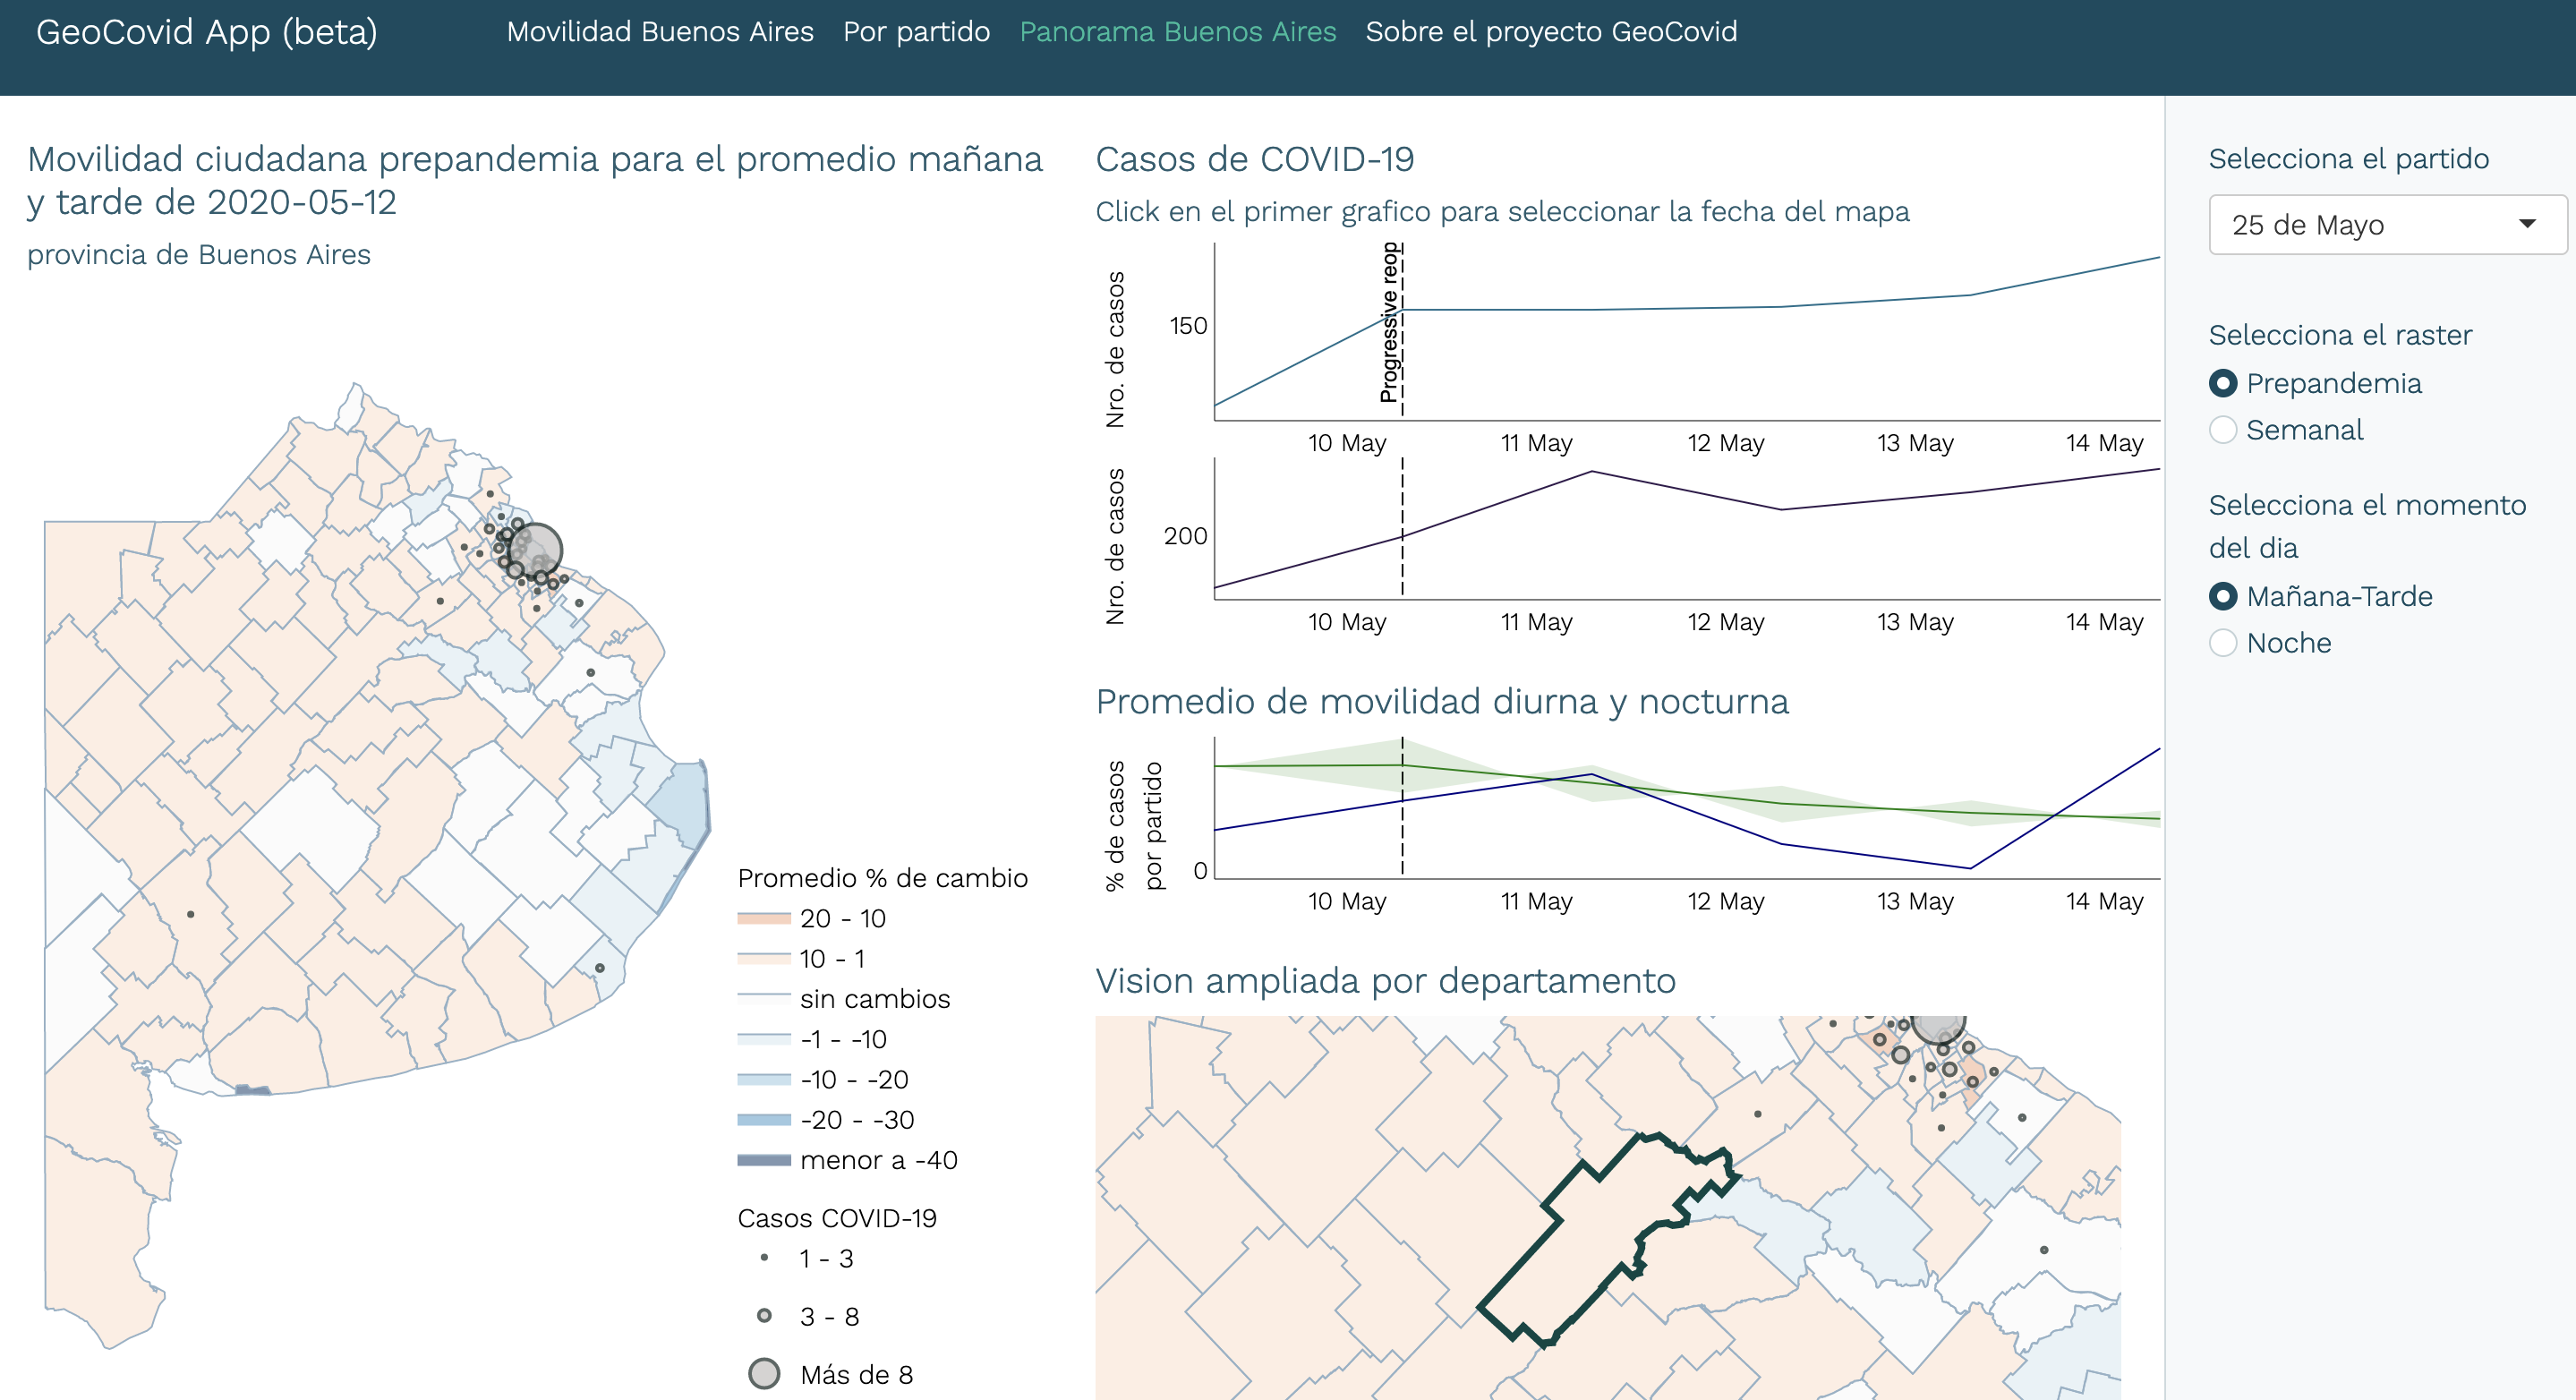 GeoCovid App (beta)
Movilidad Buenos Aires
Por partido
Panorama Buenos Aires
Sobre el proyecto GeoCovid
Movilidad ciudadana prepandemia para el promedio mañana
y tarde de 2020-05-12
provincia de Buenos Aires
Promedio % de cambio
20 - 10
10 - 1
sin cambios
-1 - -10
-10 - -20
-20 - -30
menor a -40
Casos COVID-19
1 - 3
3 - 8
Más de 8
Casos de COVID-19
Click en el primer grafico para seleccionar la fecha del mapa
Nro. de casos
150
Progressive reop
10 May
11 May
12 May
13 May
14 May
Nro. de casos
200
10 May
11 May
12 May
13 May
14 May
Promedio de movilidad diurna y nocturna
% de casos
por partido
0
10 May
11 May
12 May
13 May
14 May
Vision ampliada por departamento
Selecciona el partido
25 de Mayo
Selecciona el raster
Prepandemia
Semanal
Selecciona el momento
del dia
Mañana-Tarde
Noche